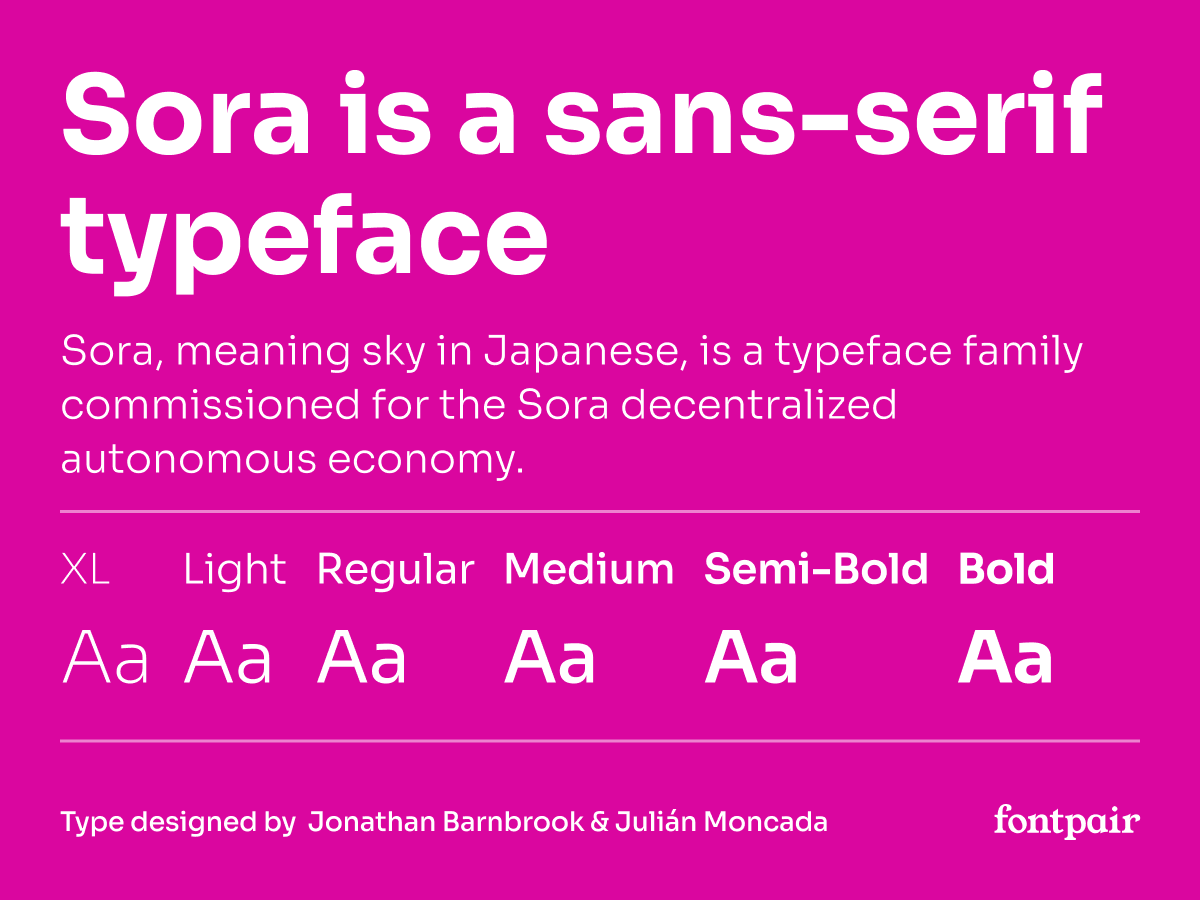 Sora is a sans-serif
typeface
Sora, meaning sky in Japanese, is a typeface family
commissioned for the Sora decentralized
autonomous economy.
XL Light Regular Medium Semi-Bold Bold
Aa Aa Aa Aa Aa Aa
Type designed by Jonathan Barnbrook & Julián Moncada
fontpair